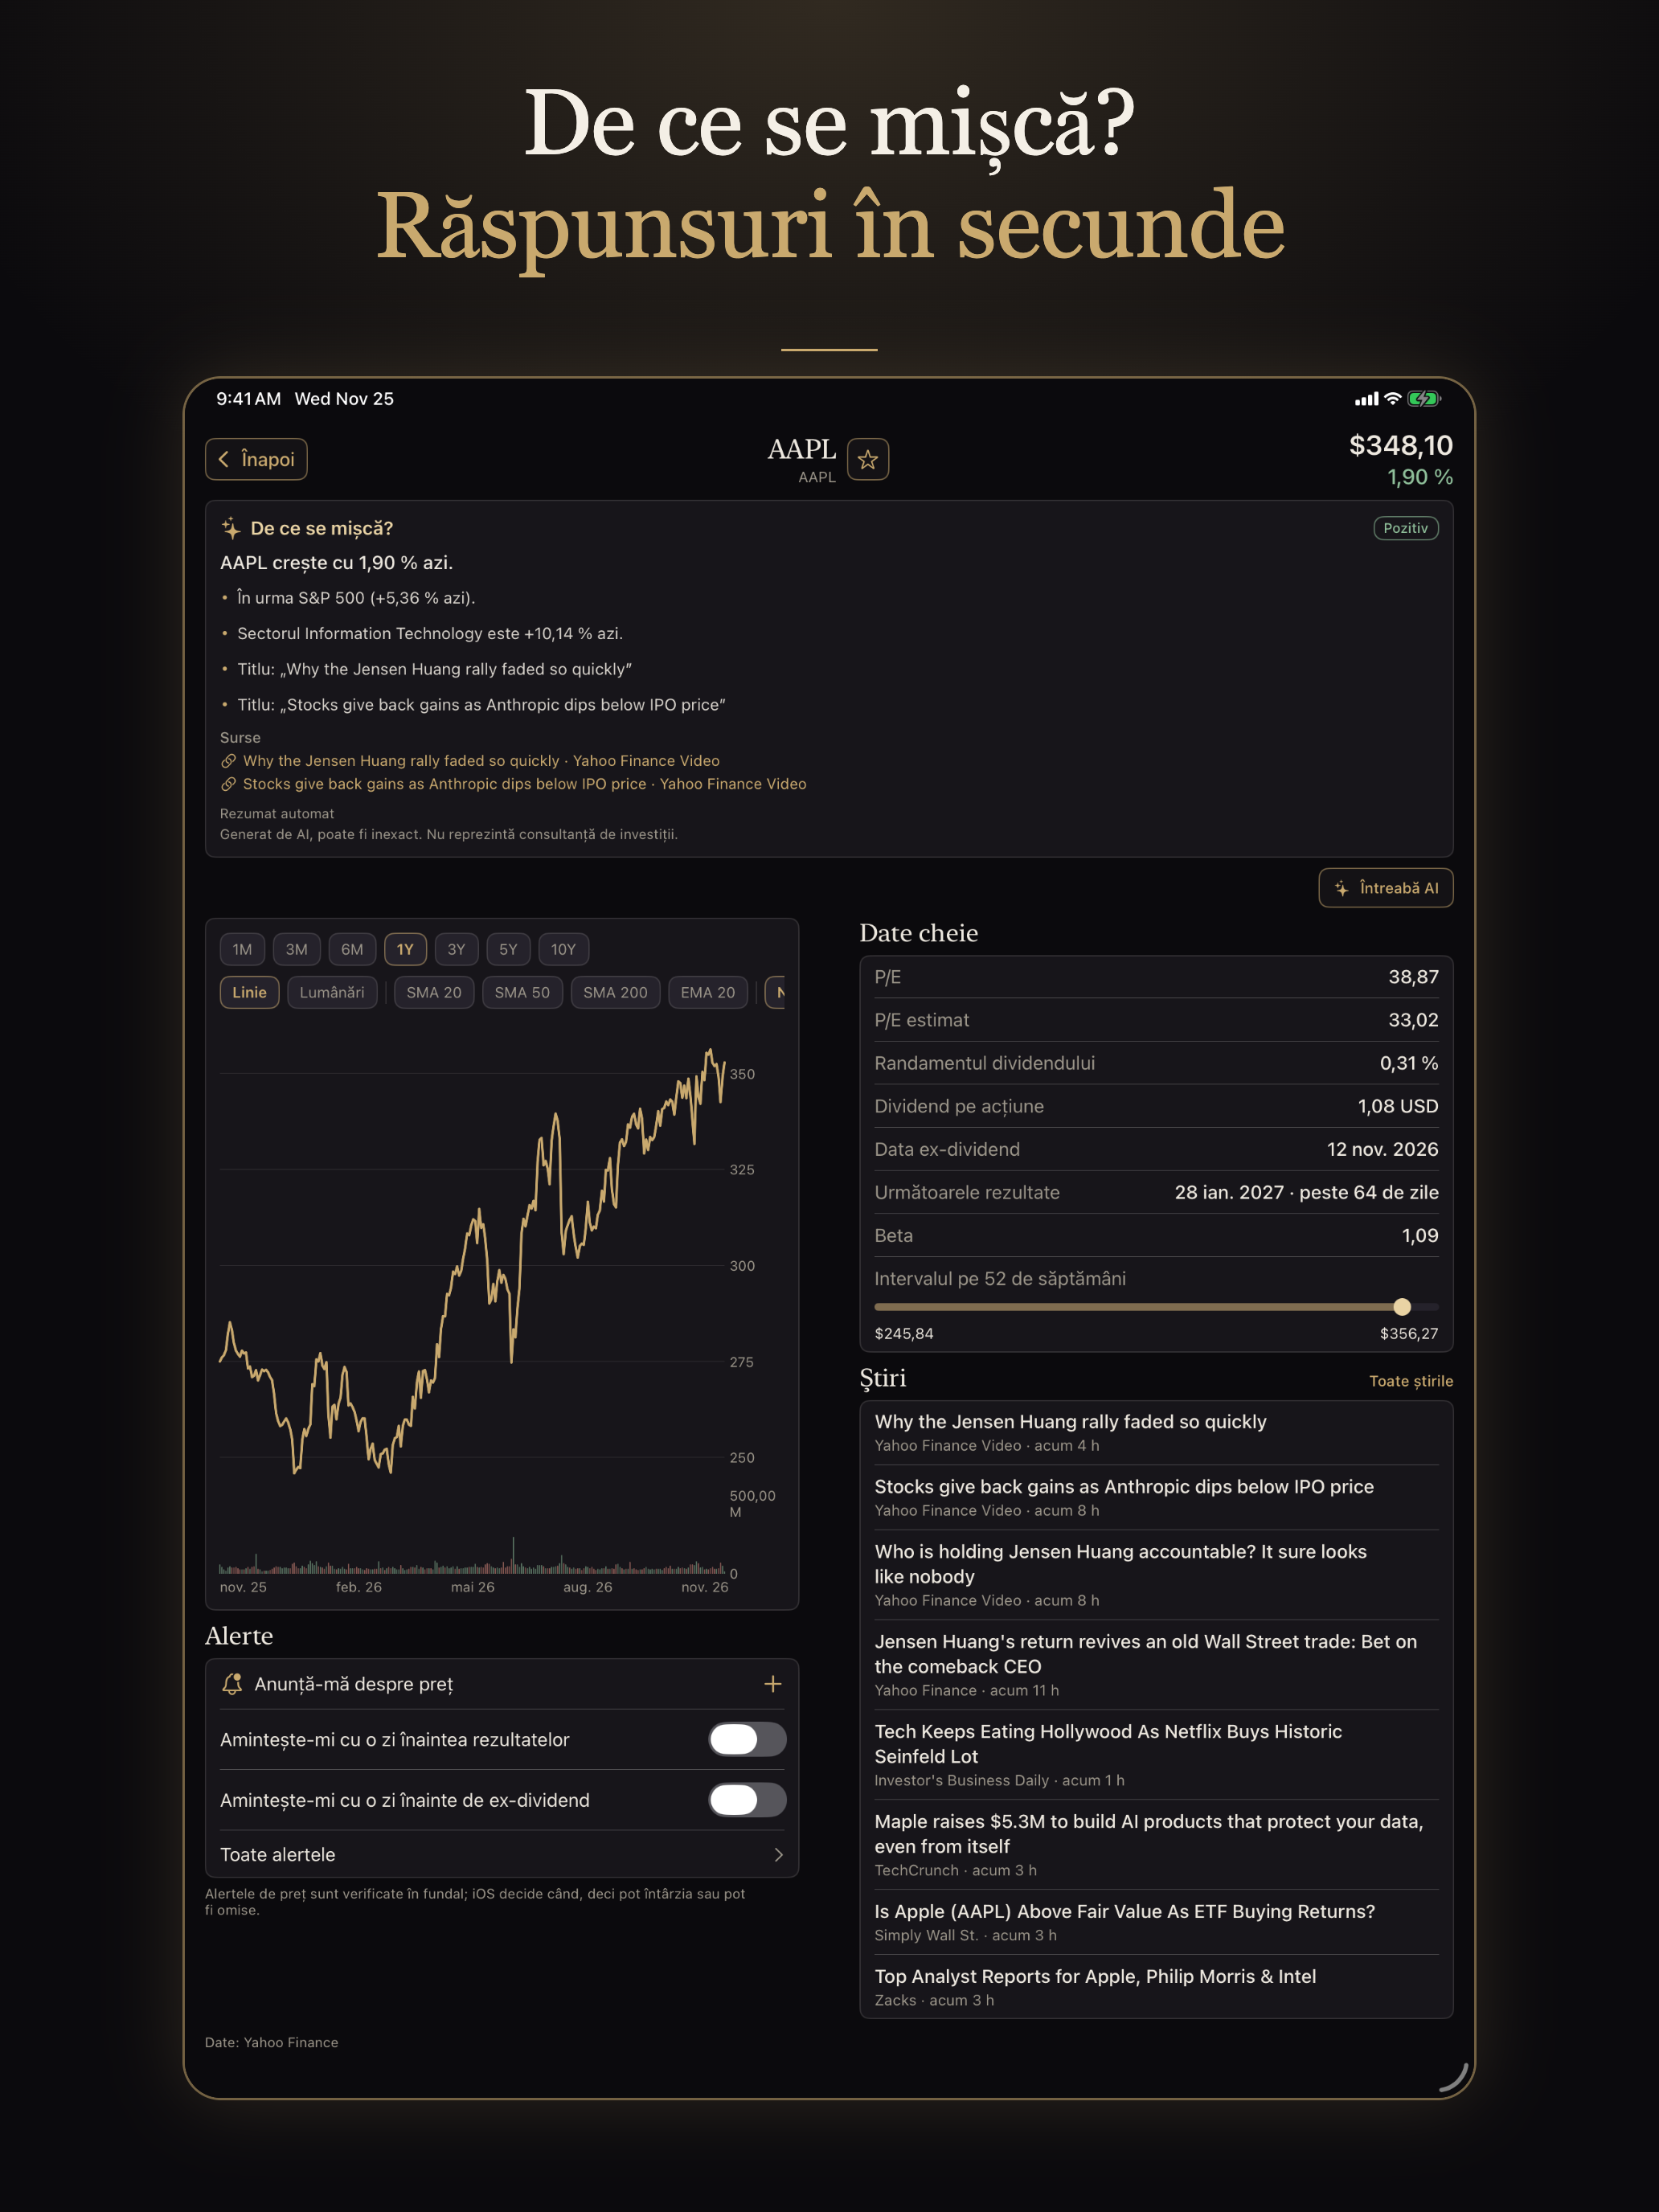 De ce se mișcă?
Răspunsuri în secunde
9:41 AM Wed Nov 25
Înapoi
AAPL
AAPL
$348,10
1,90 %
De ce se mișcă?
Pozitiv
AAPL crește cu 1,90 % azi.
• În urma S&P 500 (+5,36 % azi).
• Sectorul Information Technology este +10,14 % azi.
• Titlu: „Why the Jensen Huang rally faded so quickly”
• Titlu: „Stocks give back gains as Anthropic dips below IPO price”
Surse
Why the Jensen Huang rally faded so quickly · Yahoo Finance Video
Stocks give back gains as Anthropic dips below IPO price · Yahoo Finance Video
Rezumat automat
Generat de AI, poate fi inexact. Nu reprezintă consultanță de investiții.
Întreabă AI
1M 3M 6M 1Y 3Y 5Y 10Y
Linie Lumânări SMA 20 SMA 50 SMA 200 EMA 20
350
325
300
275
250
500,00
M
0
nov. 25 feb. 26 mai 26 aug. 26 nov. 26
Alerte
Anunță-mă despre preț
Amintește-mi cu o zi înaintea rezultatelor
Amintește-mi cu o zi înainte de ex-dividend
Toate alertele
Alertele de preț sunt verificate în fundal; iOS decide când, deci pot întârzia sau pot
fi omise.
Date cheie
P/E 38,87
P/E estimat 33,02
Randamentul dividendului 0,31 %
Dividend pe acțiune 1,08 USD
Data ex-dividend 12 nov. 2026
Următoarele rezultate 28 ian. 2027 · peste 64 de zile
Beta 1,09
Intervalul pe 52 de săptămâni
$245,84 $356,27
Știri
Toate știrile
Why the Jensen Huang rally faded so quickly
Yahoo Finance Video · acum 4 h
Stocks give back gains as Anthropic dips below IPO price
Yahoo Finance Video · acum 8 h
Who is holding Jensen Huang accountable? It sure looks
like nobody
Yahoo Finance Video · acum 8 h
Jensen Huang's return revives an old Wall Street trade: Bet on
the comeback CEO
Yahoo Finance · acum 11 h
Tech Keeps Eating Hollywood As Netflix Buys Historic
Seinfeld Lot
Investor's Business Daily · acum 1 h
Maple raises $5.3M to build AI products that protect your data,
even from itself
TechCrunch · acum 3 h
Is Apple (AAPL) Above Fair Value As ETF Buying Returns?
Simply Wall St. · acum 3 h
Top Analyst Reports for Apple, Philip Morris & Intel
Zacks · acum 3 h
Date: Yahoo Finance